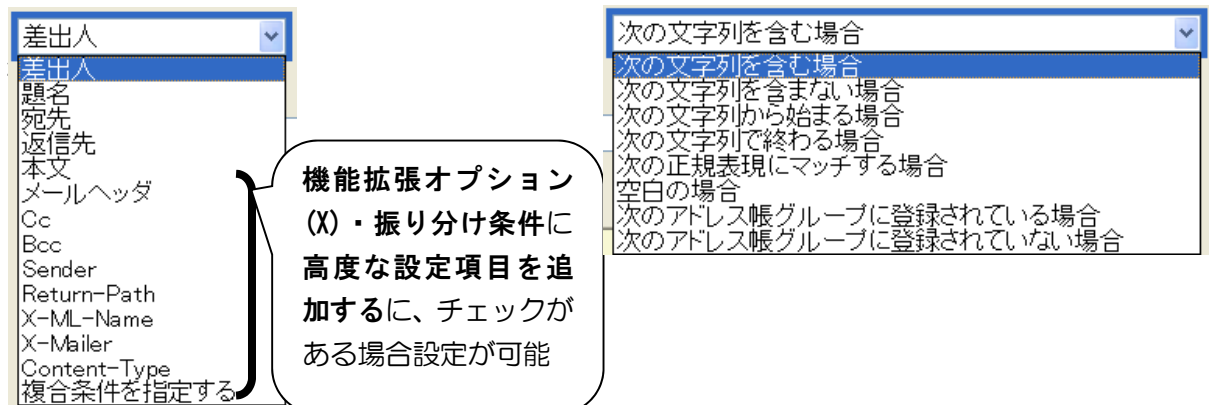 差出人
差出人
題名
宛先
返信先
本文
メールヘッダ
Cc
Bcc
Sender
Return-Path
X-ML-Name
X-Mailer
Content-Type
複合条件を指定する
機能拡張オプション
(X)・振り分け条件に
高度な設定項目を追
加するに、チェックが
ある場合設定が可能
次の文字列を含む場合
次の文字列を含む場合
次の文字列を含まない場合
次の文字列から始まる場合
次の文字列で終わる場合
次の正規表現にマッチする場合
空白の場合
次のアドレス帳グループに登録されている場合
次のアドレス帳グループに登録されていない場合